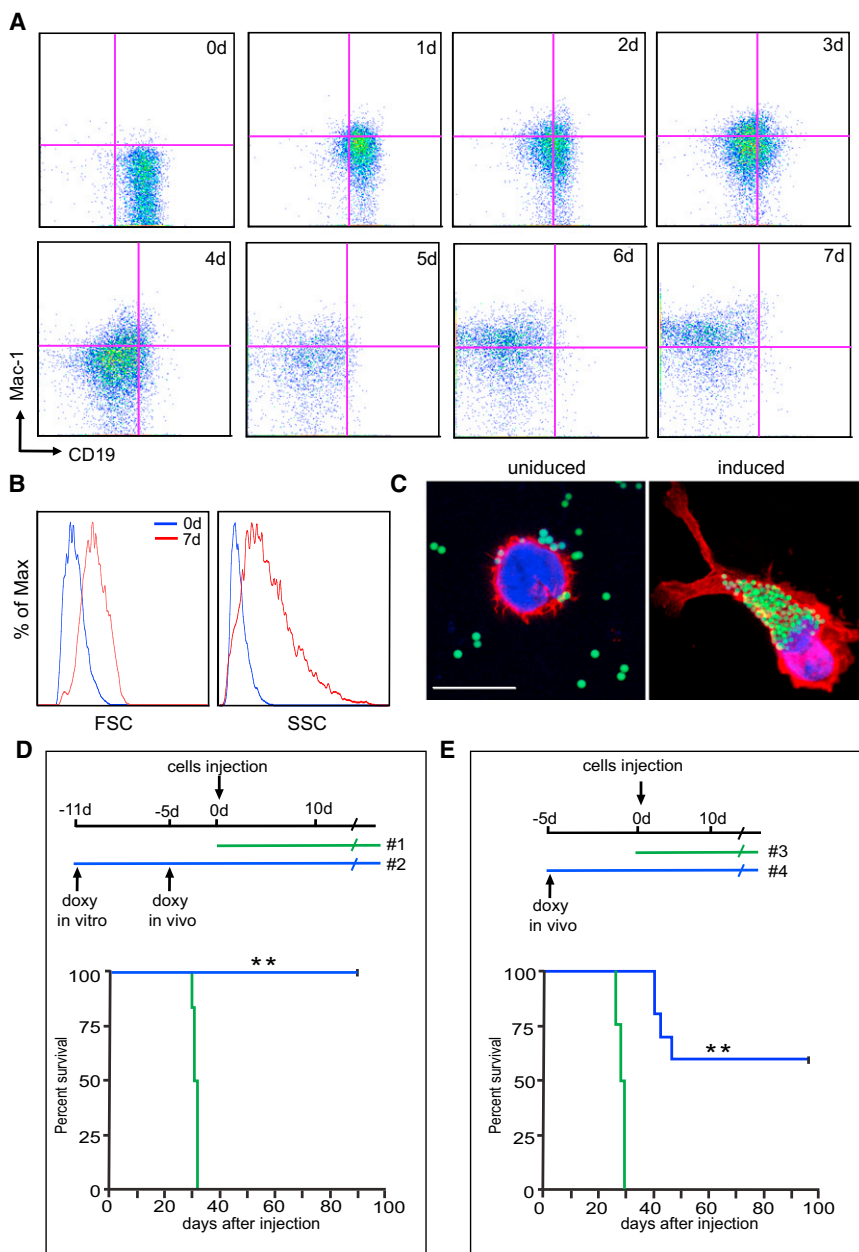 A
0d
1d
2d
3d
4d
5d
6d
7d
Mac-1
CD19
B
0d
7d
% of Max
FSC
SSC
C
uniduced
induced
D
cells injection
-11d
-5d
0d
10d
#1
#2
doxy
in vitro
doxy
in vivo
**
100
75
50
25
0
Percent survival
0
20
40
60
80
100
days after injection
E
cells injection
-5d
0d
10d
#3
#4
doxy
in vivo
**
100
75
50
25
0
Percent survival
0
20
40
60
80
100
days after injection